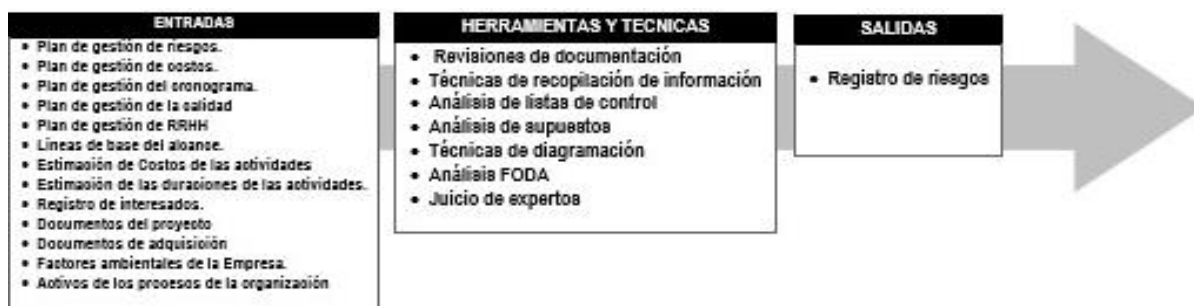 ENTRADAS
• Plan de gestión de riesgos.
• Plan de gestión de costos.
• Plan de gestión del cronograma.
• Plan de gestión de la calidad
• Plan de gestión de RRHH
• Líneas de base del alcance.
• Estimación de Costos de las actividades
• Estimación de las duraciones de las actividades.
• Registro de interesados.
• Documentos del proyecto
• Documentos de adquisición
• Factores ambientales de la Empresa.
• Activos de los procesos de la organización
HERRAMIENTAS Y TECNICAS
• Revisiones de documentación
• Técnicas de recopilación de información
• Análisis de listas de control
• Análisis de supuestos
• Técnicas de diagramación
• Análisis FODA
• Juicio de expertos
SALIDAS
• Registro de riesgos